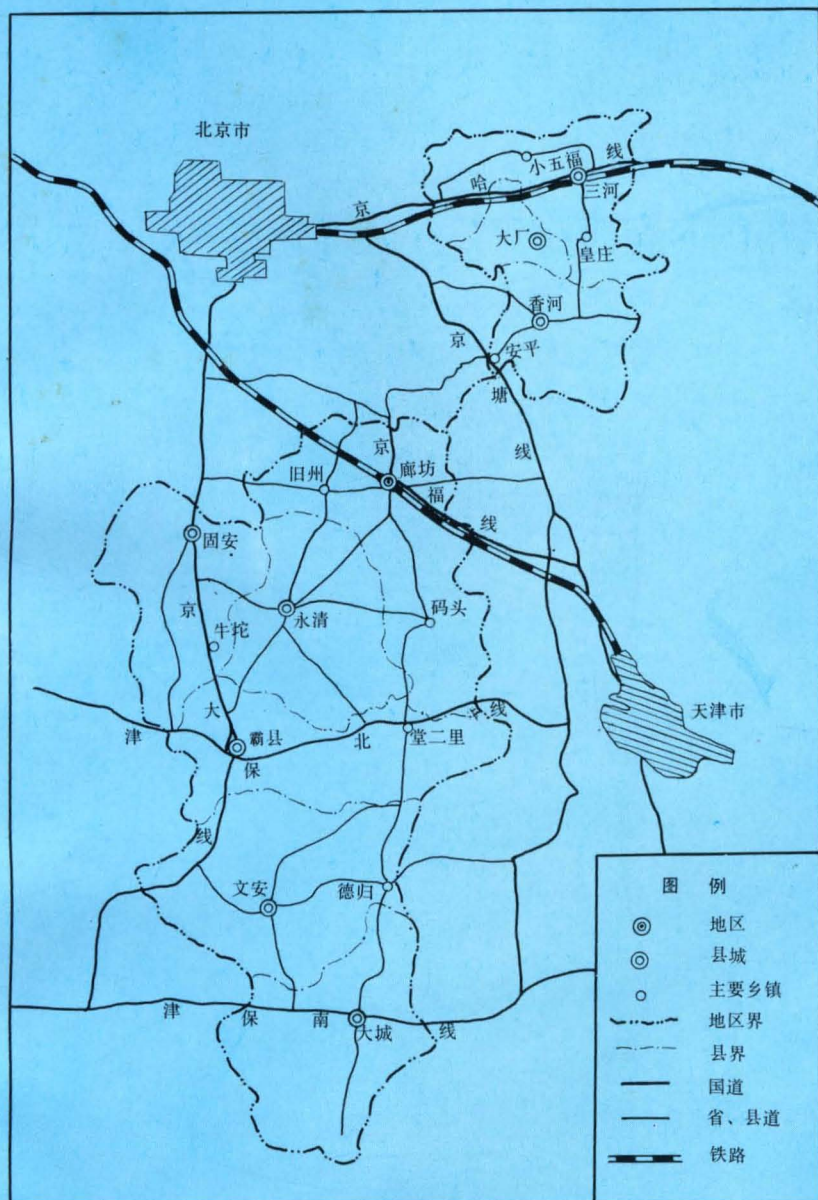 北京市
小五福
线
哈
京
三河
大厂
皇庄
香河
京
安平
塘
线
京
旧州
廊坊
福
线
固安
京
永清
码头
牛坨
大
津
北
线
天津市
霸县
堂二里
保
线
文安
德归
津
保
南
线
大城
图 例
地区
县城
主要乡镇
地区界
县界
国道
省、县道
铁路